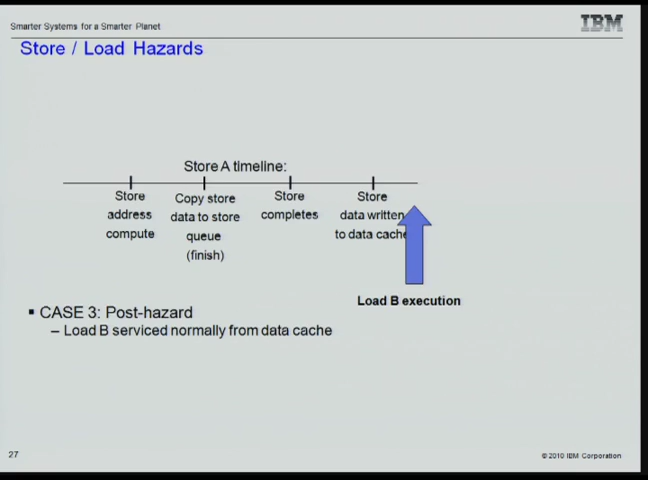 Smarter Systems for a Smarter Planet
IBM
Store / Load Hazards
Store A timeline:
Store address compute
Copy store data to store queue (finish)
Store completes
Store data written to data cache
Load B execution
▪ CASE 3: Post-hazard
– Load B serviced normally from data cache
27
© 2010 IBM Corporation